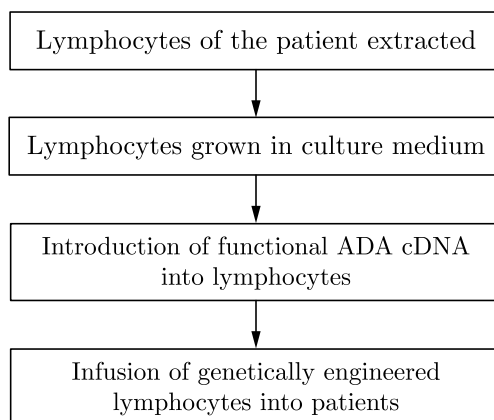 Lymphocytes of the patient extracted
Lymphocytes grown in culture medium
Introduction of functional ADA cDNA
into lymphocytes
Infusion of genetically engineered
lymphocytes into patients